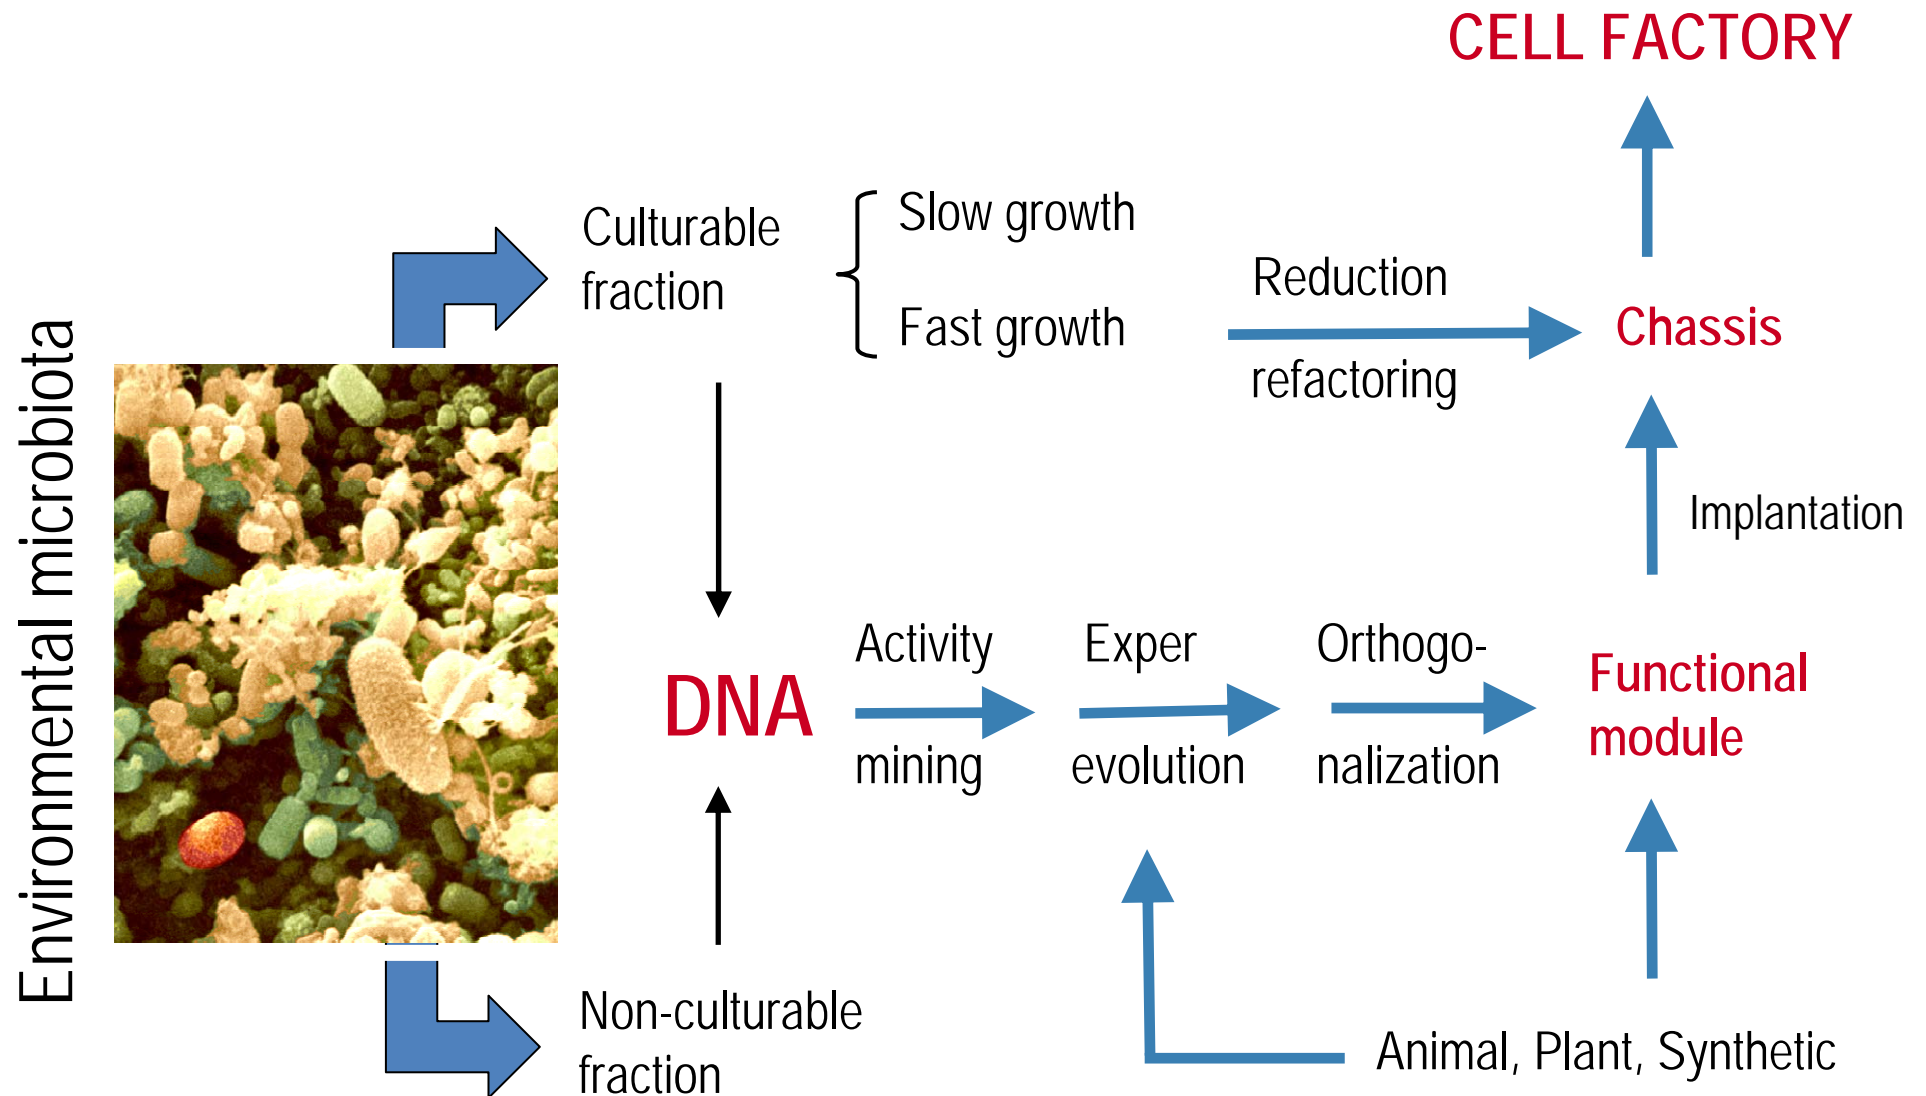 CELL FACTORY
Environmental microbiota
Culturable
fraction
Slow growth
Fast growth
Reduction
refactoring
Chassis
Implantation
DNA
Activity
mining
Exper
evolution
Orthogo-
nalization
Functional
module
Non-culturable
fraction
Animal, Plant, Synthetic